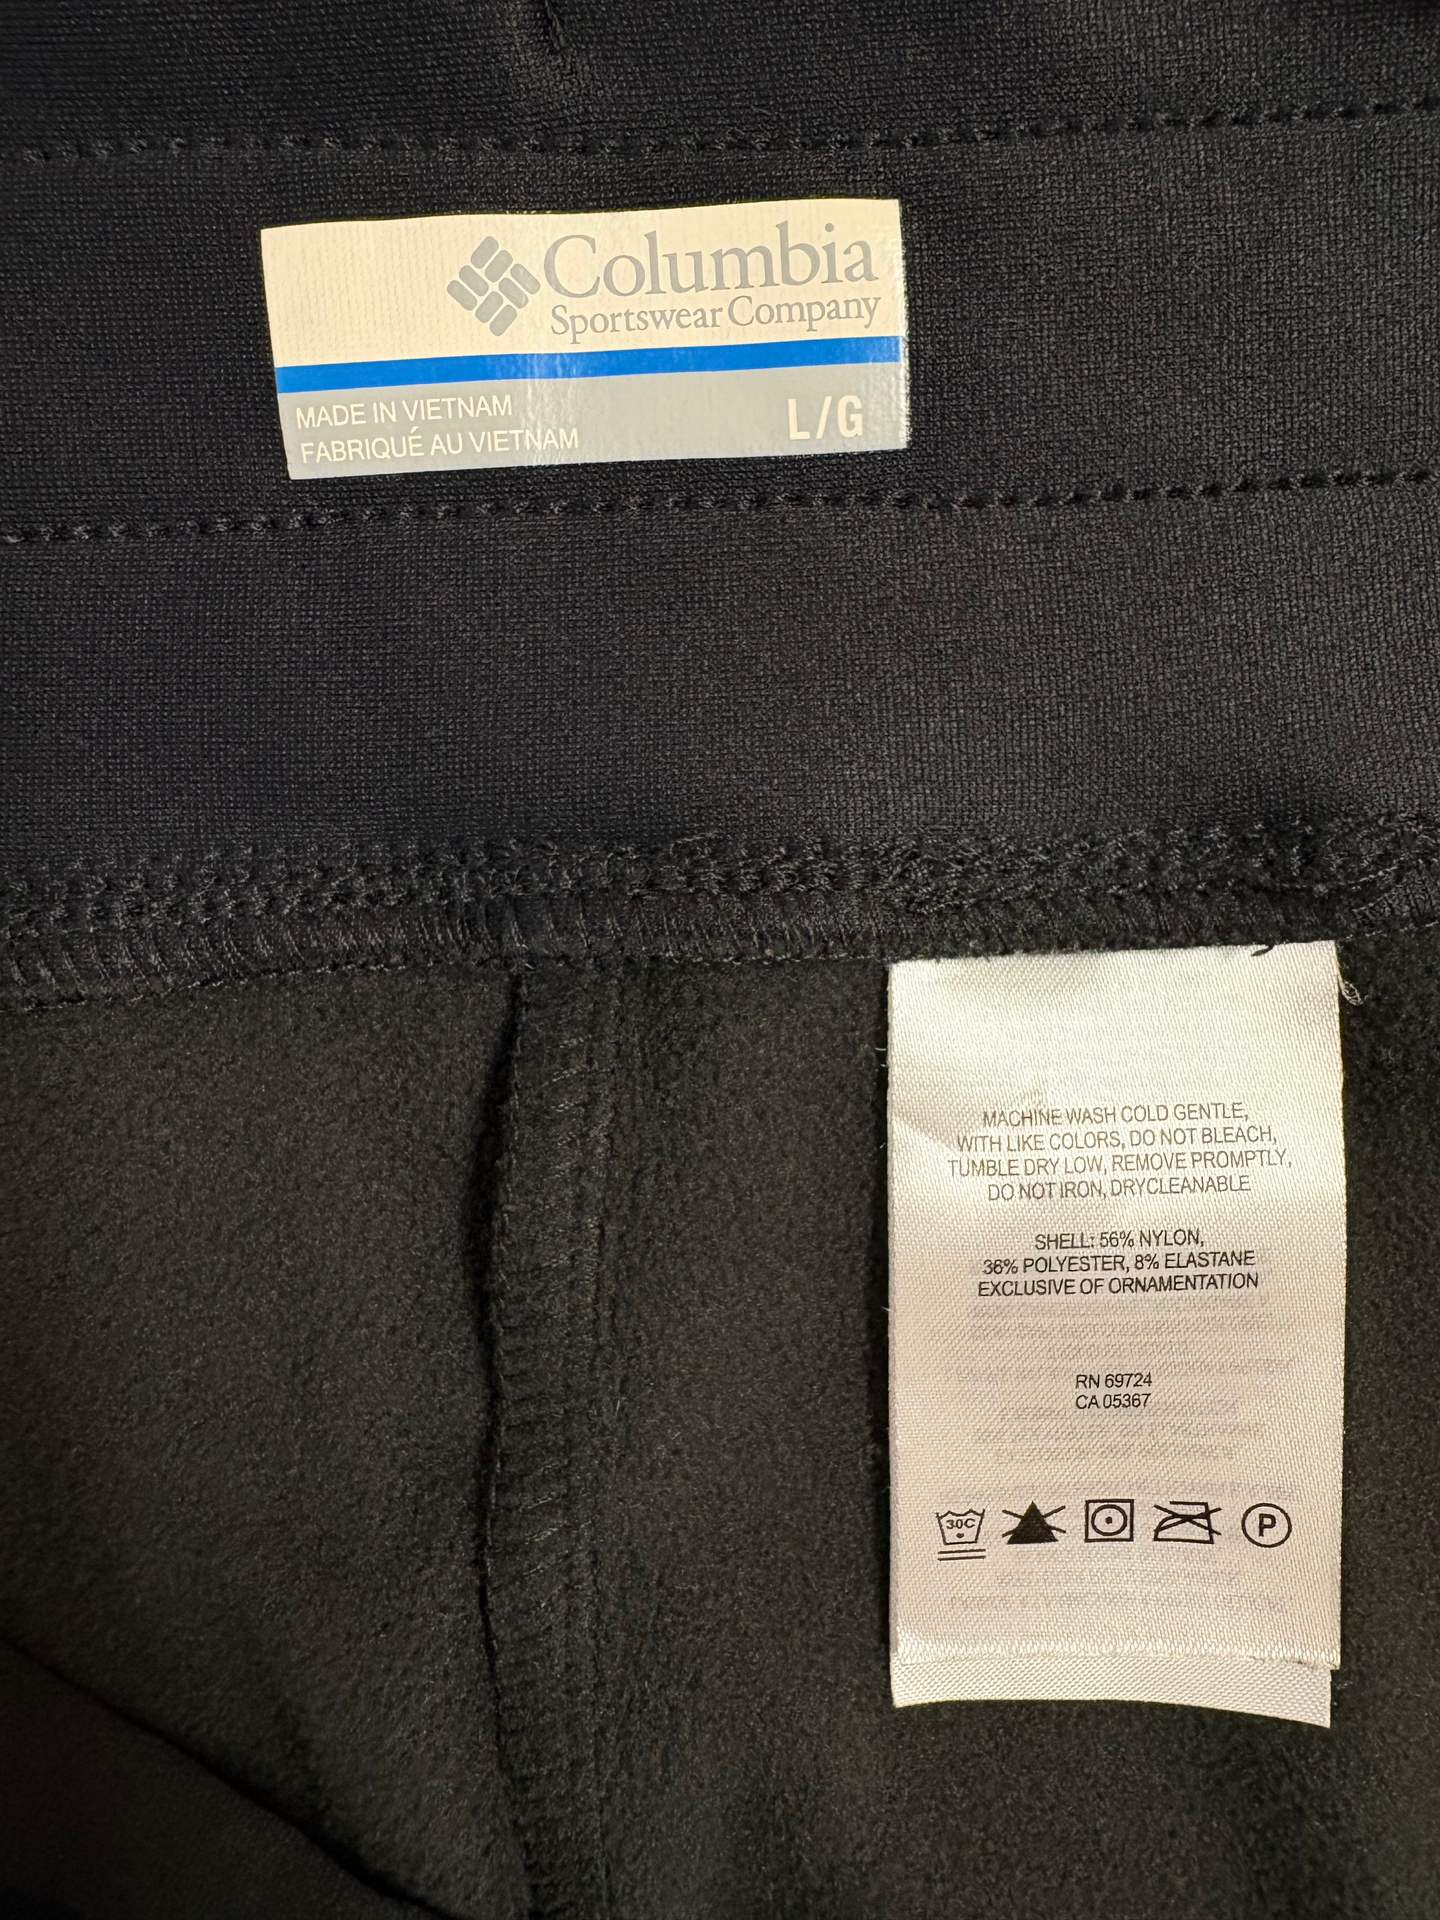 Columbia
Sportswear Company
MADE IN VIETNAM
FABRIQUÉ AU VIETNAM
L/G
MACHINE WASH COLD GENTLE,
WITH LIKE COLORS, DO NOT BLEACH,
TUMBLE DRY LOW, REMOVE PROMPTLY,
DO NOT IRON, DRYCLEANABLE
SHELL: 56% NYLON,
36% POLYESTER, 8% ELASTANE
EXCLUSIVE OF ORNAMENTATION
RN 69724
CA 05367
30C
P